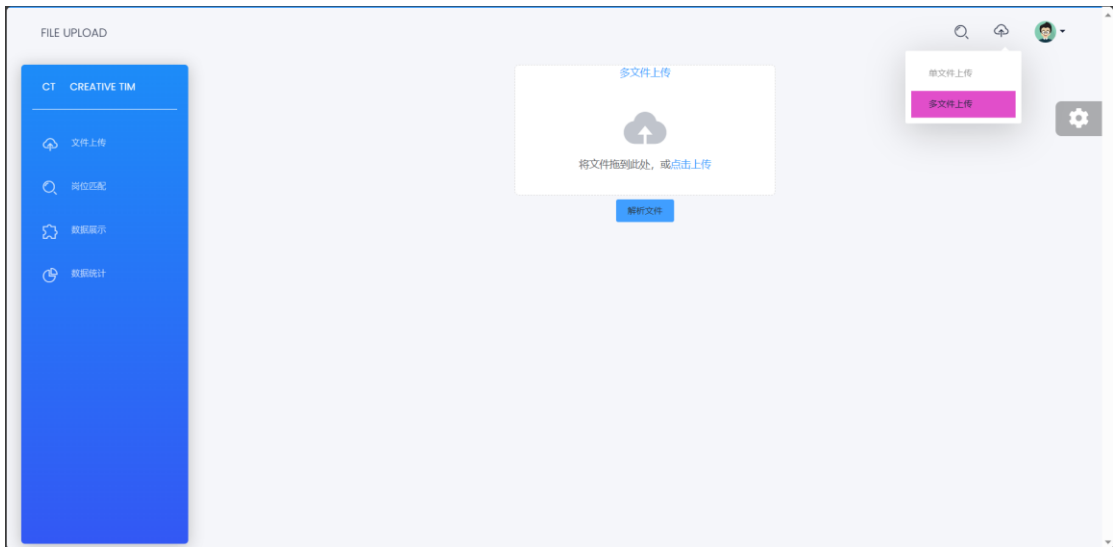 FILE UPLOAD
CT CREATIVE TIM
文件上传
岗位匹配
数据展示
数据统计
多文件上传
将文件拖到此处，或点击上传
解析文件
单文件上传
多文件上传